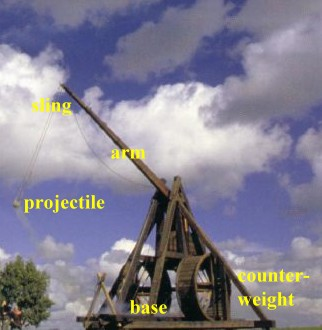 sling
arm
projectile
counter-
weight
base